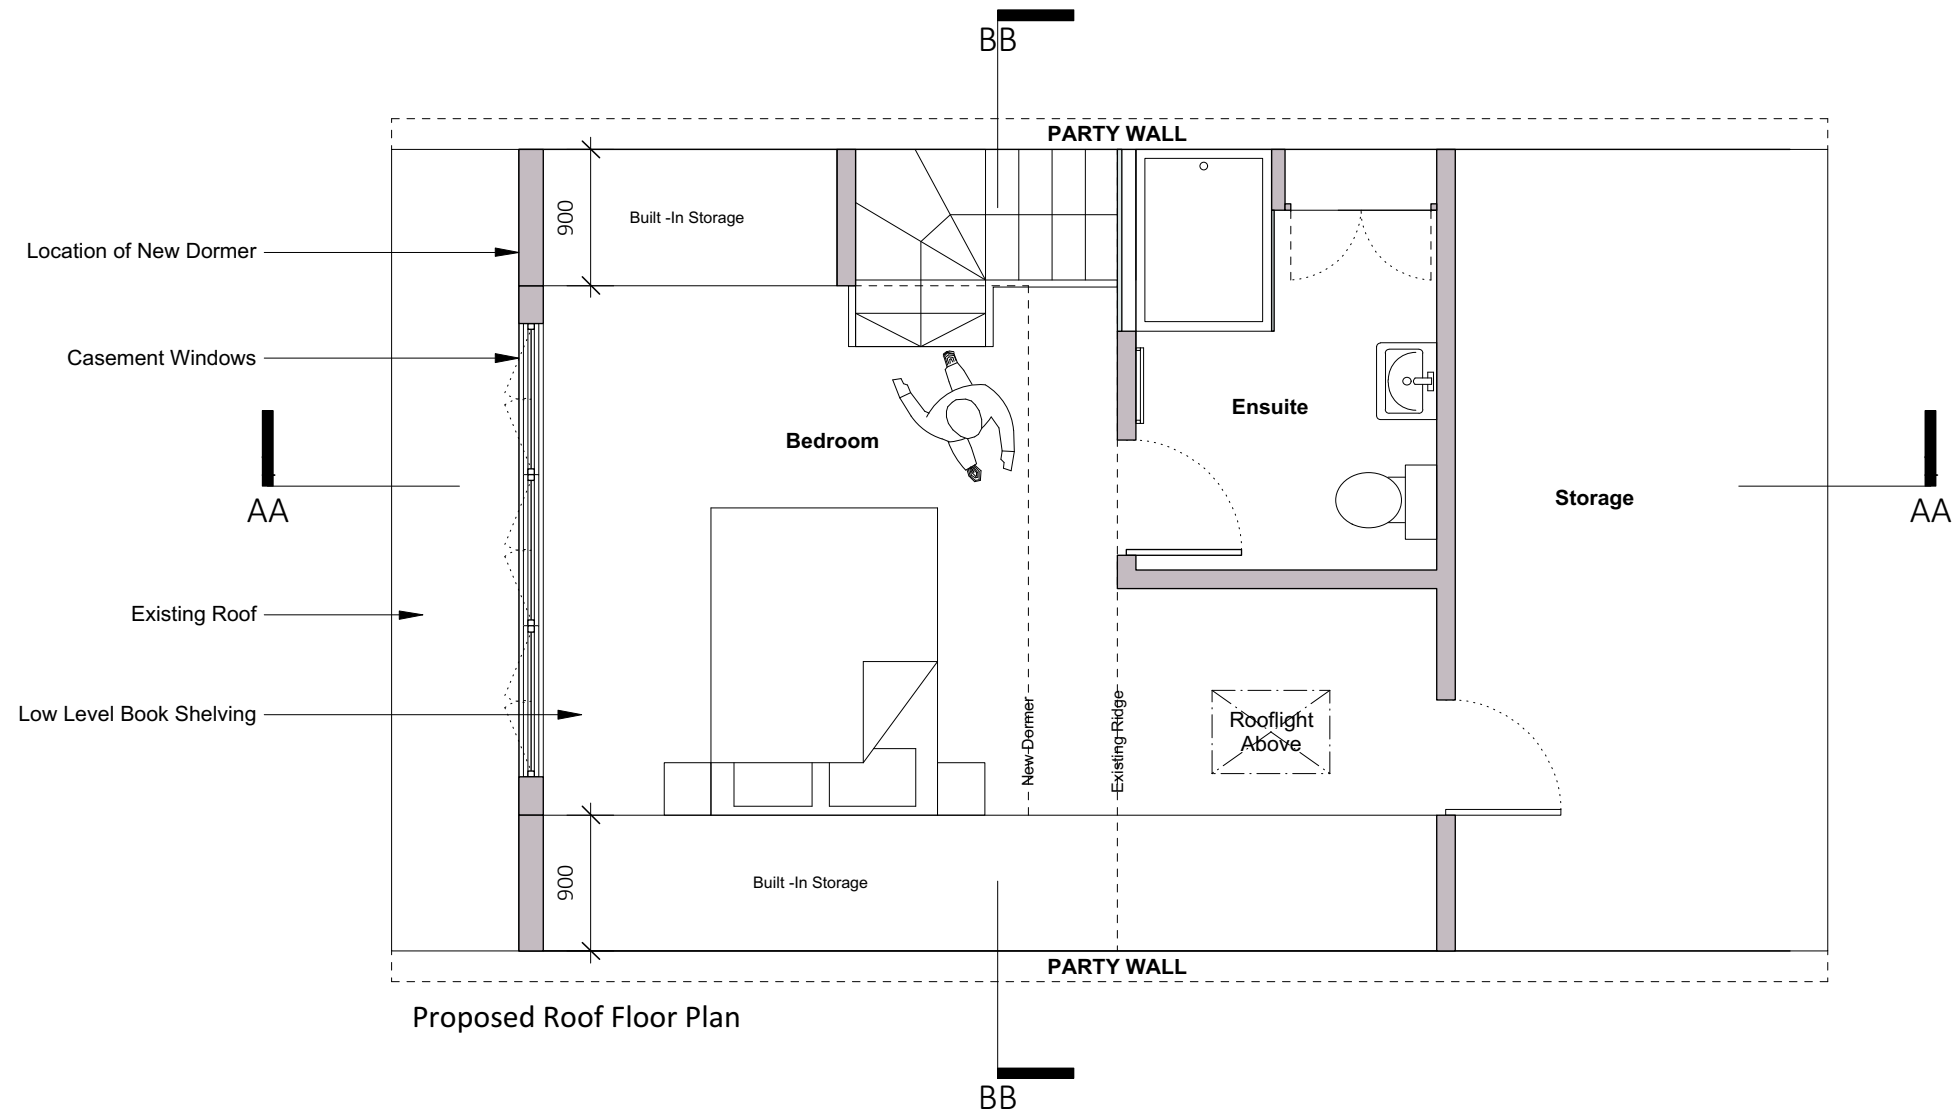 BB
PARTY WALL
900
Built -In Storage
Location of New Dormer
Casement Windows
Ensuite
Bedroom
AA
Storage
AA
Existing Roof
Low Level Book Shelving
New Dormer
Existing Ridge
Rooflight
Above
900
Built -In Storage
PARTY WALL
Proposed Roof Floor Plan
BB